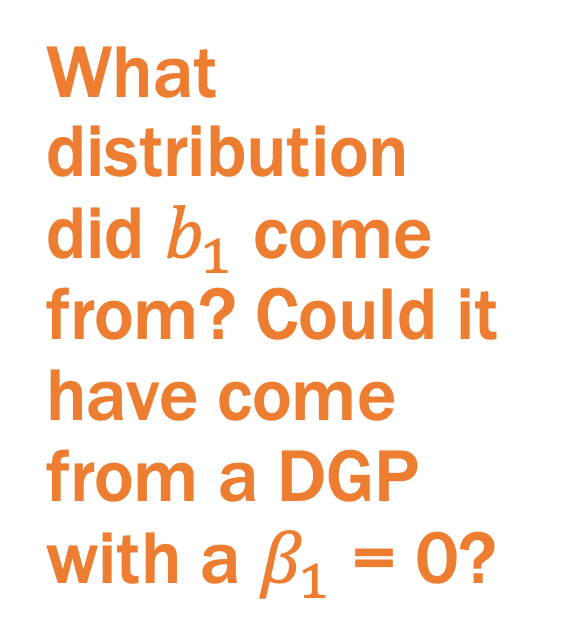 What
distribution
did 𝑏₁ come
from? Could it
have come
from a DGP
with a 𝛽₁ = 0?